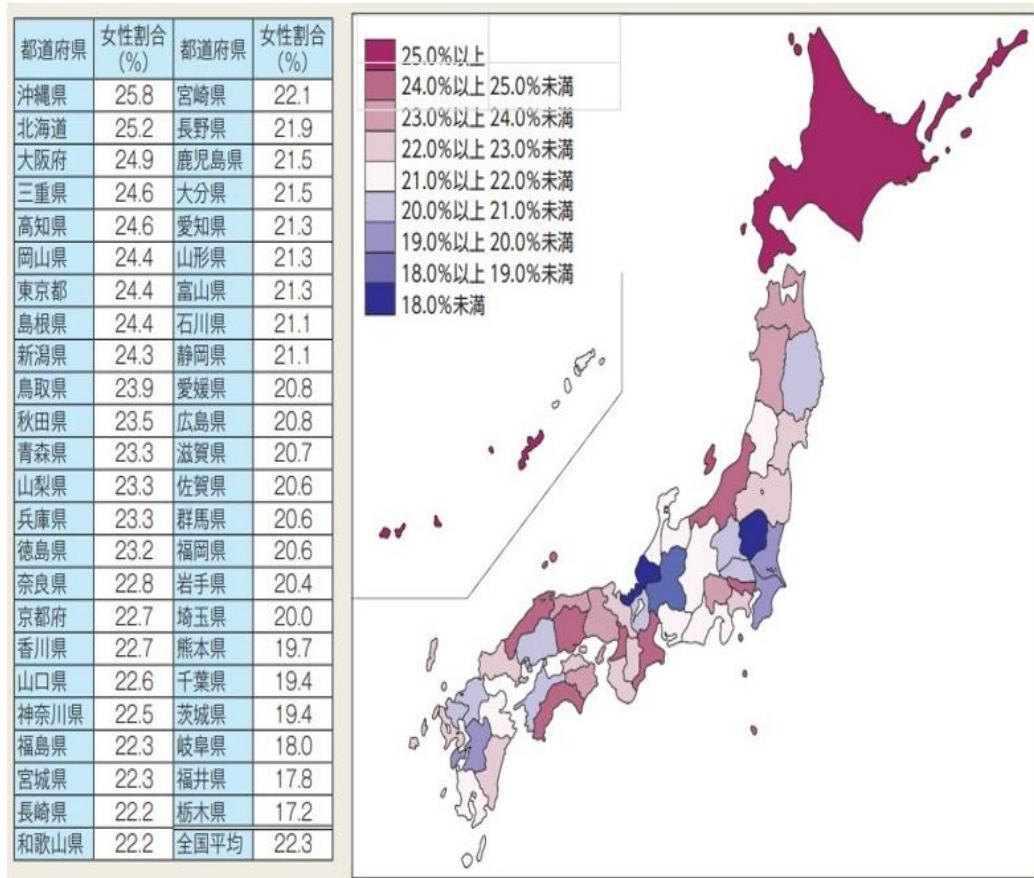 都道府県 女性割合(%) 都道府県 女性割合(%)
沖縄県 25.8 宮崎県 22.1
北海道 25.2 長野県 21.9
大阪府 24.9 鹿児島県 21.5
三重県 24.6 大分県 21.5
高知県 24.6 愛知県 21.3
岡山県 24.4 山形県 21.3
東京都 24.4 富山県 21.3
島根県 24.4 石川県 21.1
新潟県 24.3 静岡県 21.1
鳥取県 23.9 愛媛県 20.8
秋田県 23.5 広島県 20.8
青森県 23.3 滋賀県 20.7
山梨県 23.3 佐賀県 20.6
兵庫県 23.3 群馬県 20.6
徳島県 23.2 福岡県 20.6
奈良県 22.8 岩手県 20.4
京都府 22.7 埼玉県 20.0
香川県 22.7 熊本県 19.7
山口県 22.6 千葉県 19.4
神奈川県 22.5 茨城県 19.4
福島県 22.3 岐阜県 18.0
宮城県 22.3 福井県 17.8
長崎県 22.2 栃木県 17.2
和歌山県 22.2 全国平均 22.3
25.0%以上
24.0%以上 25.0%未満
23.0%以上 24.0%未満
22.0%以上 23.0%未満
21.0%以上 22.0%未満
20.0%以上 21.0%未満
19.0%以上 20.0%未満
18.0%以上 19.0%未満
18.0%未満